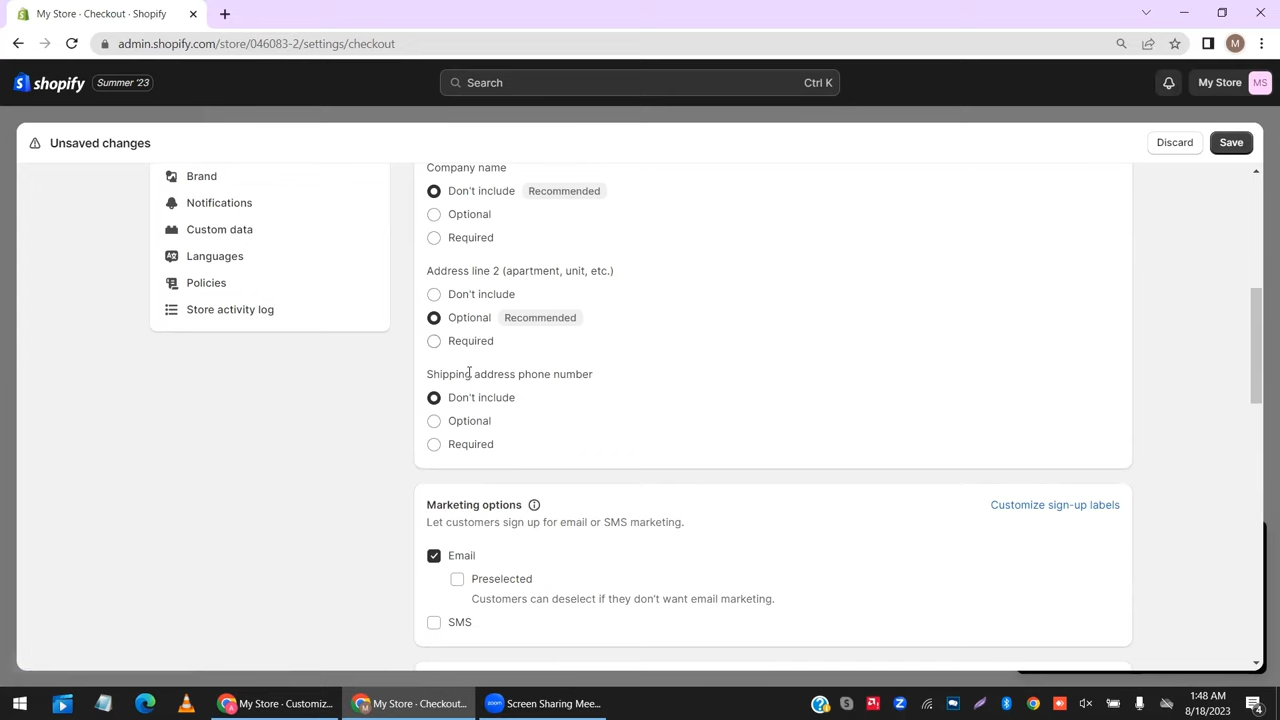 My Store · Checkout · Shopify
admin.shopify.com/store/046083-2/settings/checkout
M
shopify
Summer '23
Search
Ctrl K
My Store
MS
Unsaved changes
Discard
Save
Brand
Notifications
Custom data
Languages
Policies
Store activity log
Company name
Don't include
Recommended
Optional
Required
Address line 2 (apartment, unit, etc.)
Don't include
Optional
Recommended
Required
Shipping address phone number
Don't include
Optional
Required
Marketing options
Customize sign-up labels
Let customers sign up for email or SMS marketing.
Email
Preselected
Customers can deselect if they don't want email marketing.
SMS
My Store · Customiz...
My Store · Checkout...
zoom
Screen Sharing Mee...
1:48 AM
8/18/2023